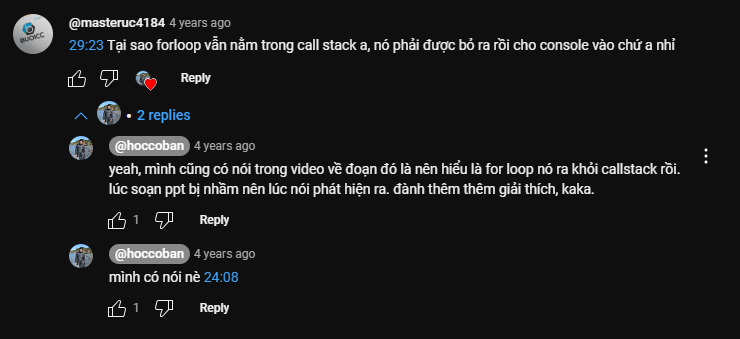 BUDICC
@masteruc4184 4 years ago
29:23 Tại sao forloop vẫn nằm trong call stack a, nó phải được bỏ ra rồi cho console vào chứ a nhỉ
Reply
2 replies
@hoccoban 4 years ago
yeah, mình cũng có nói trong video về đoạn đó là nên hiểu là for loop nó ra khỏi callstack rồi.
lúc soạn ppt bị nhầm nên lúc nói phát hiện ra. đành thêm thêm giải thích, kaka.
1 Reply
@hoccoban 4 years ago
mình có nói nè 24:08
1 Reply